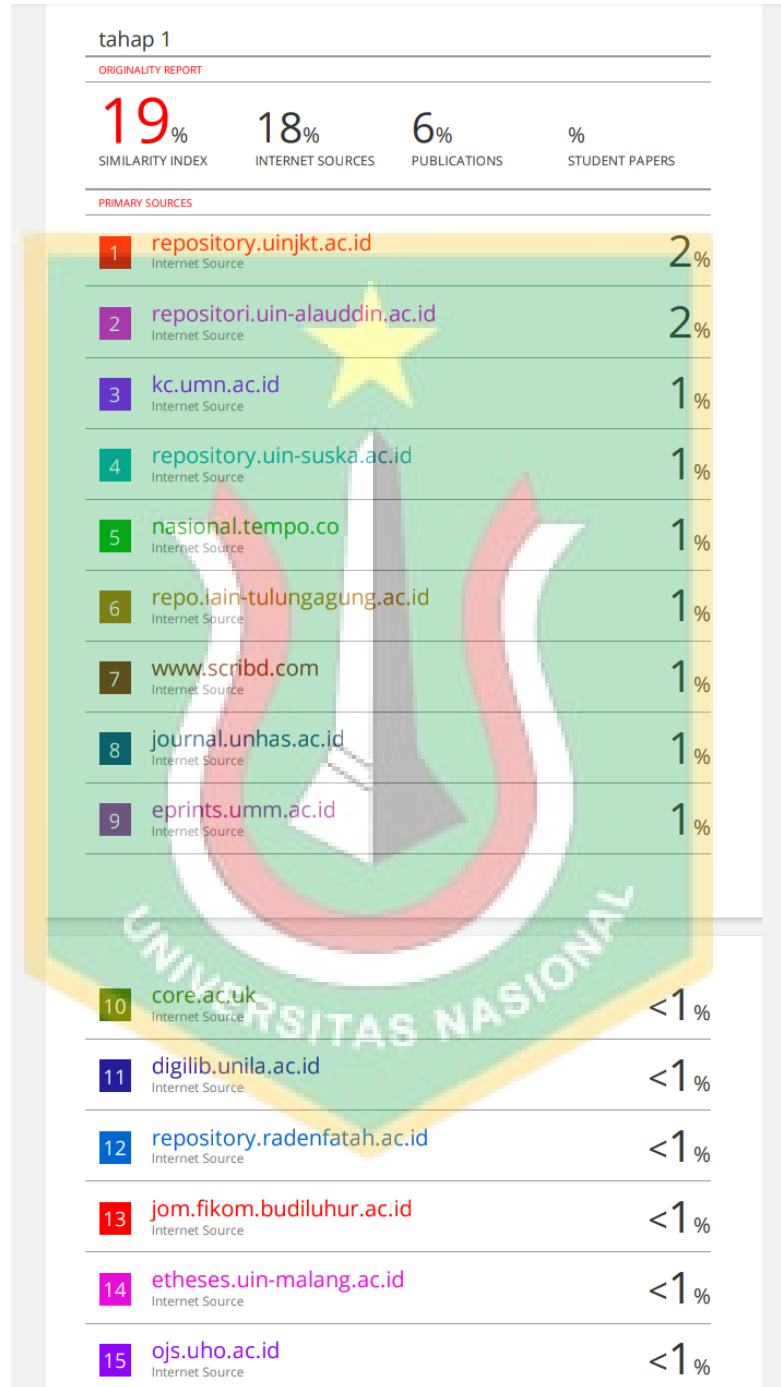 tahap 1
ORIGINALITY REPORT
19% 18% 6% %
SIMILARITY INDEX INTERNET SOURCES PUBLICATIONS STUDENT PAPERS
PRIMARY SOURCES
1 repository.uinjkt.ac.id 2%
Internet Source
2 repositori.uin-alauddin.ac.id 2%
Internet Source
3 kc.umn.ac.id 1%
Internet Source
4 repository.uin-suska.ac.id 1%
Internet Source
5 nasional.tempo.co 1%
Internet Source
6 repo.iain-tulungagung.ac.id 1%
Internet Source
7 www.scribd.com 1%
Internet Source
8 journal.unhas.ac.id 1%
Internet Source
9 eprints.umm.ac.id 1%
Internet Source
UNIVERSITAS NASIONAL
10 core.ac.uk <1%
Internet Source
11 digilib.unila.ac.id <1%
Internet Source
12 repository.radenfatah.ac.id <1%
Internet Source
13 jom.fikom.budiluhur.ac.id <1%
Internet Source
14 etheses.uin-malang.ac.id <1%
Internet Source
15 ojs.uho.ac.id <1%
Internet Source